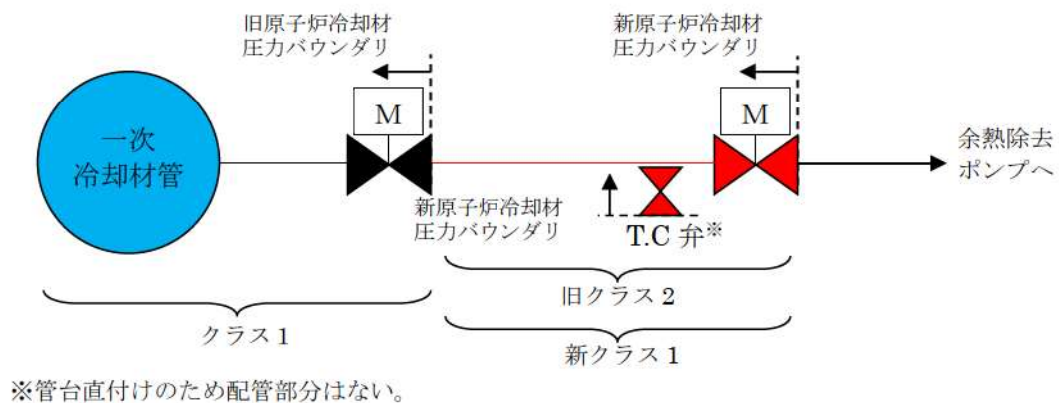 旧原子炉冷却材
圧力バウンダリ
新原子炉冷却材
圧力バウンダリ
M
M
一次
冷却材管
余熱除去
ポンプへ
新原子炉冷却材
圧力バウンダリ
T.C 弁※
旧クラス 2
クラス 1
新クラス 1
※管台直付けのため配管部分はない。